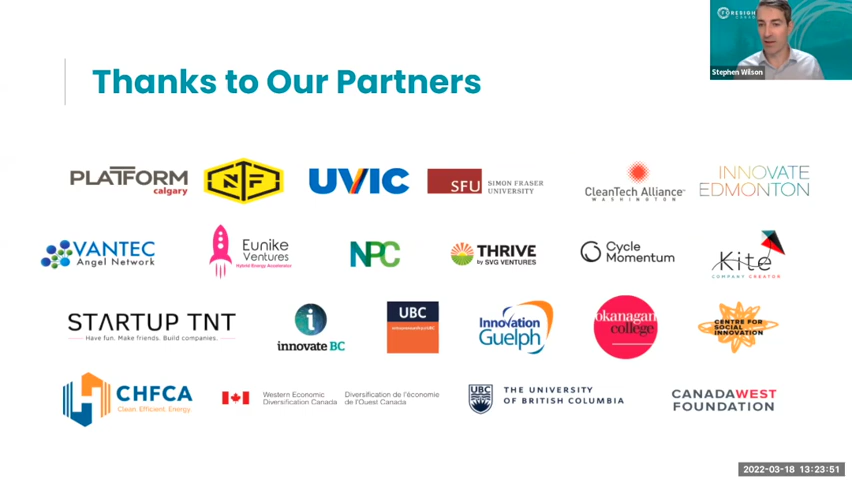 Stephen Wilson
Thanks to Our Partners
PLATFORM
calgary
NTF
UVIC
SFU
SIMON FRASER
UNIVERSITY
CleanTech Alliance
WASHINGTON
INNOVATE
EDMONTON
VANTEC
Angel Network
Eunike
Ventures
Hybrid Energy Accelerator
NPC
THRIVE
by SVG VENTURES
Cycle
Momentum
Kite
COMPANY CREATOR
STARTUP TNT
Have fun. Make friends. Build companies.
innovate BC
UBC
Innovation
Guelph
okanagan
college
CENTRE FOR
SOCIAL
INNOVATION
CHFCA
Clean. Efficient. Energy.
Western Economic
Diversification Canada
Diversification de l'économie
de l'Ouest Canada
UBC
THE UNIVERSITY
OF BRITISH COLUMBIA
CANADAWEST
FOUNDATION
2022-03-18 13:23:51